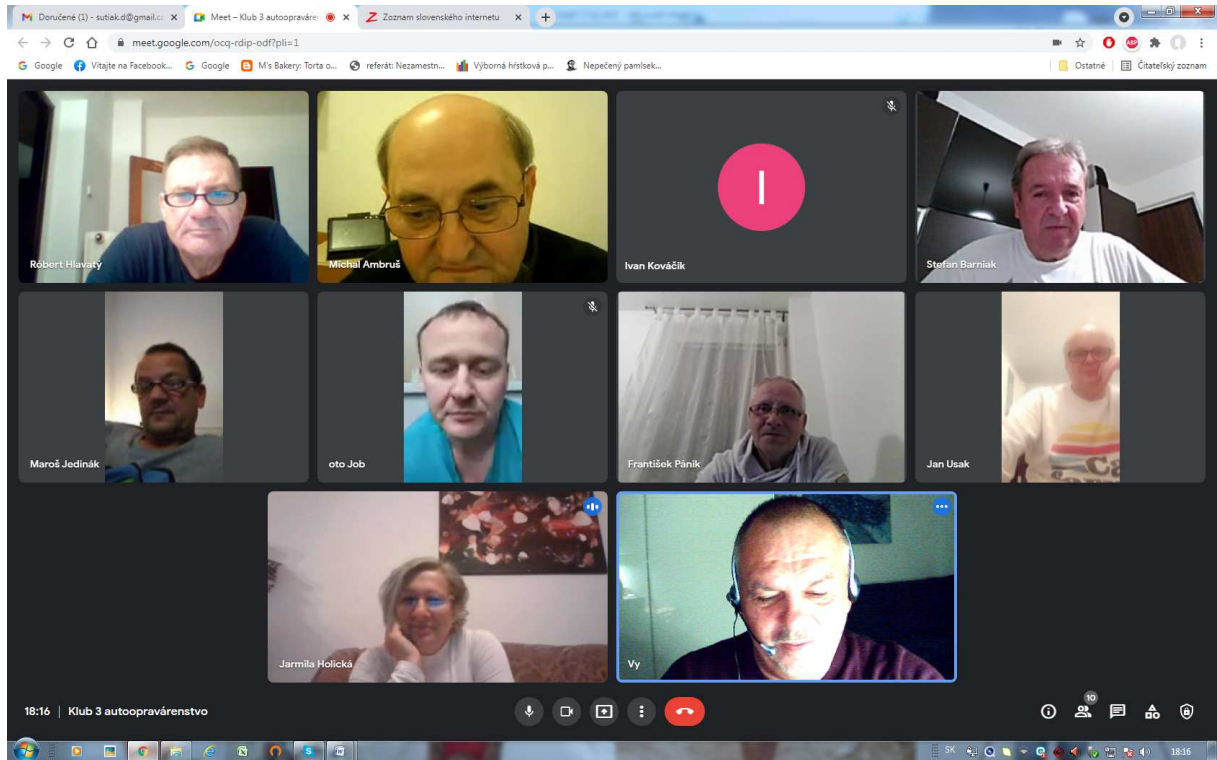 Doručené (1) - sutiak.d@gmail.co
Meet – Klub 3 autoopraváre
Zoznam slovenského internetu
meet.google.com/ocq-rdip-odf?pli=1
ABP
Google
Vitajte na Facebook...
Google
M's Bakery: Torta o...
referát: Nezamestn...
Výborná hŕstková p...
Nepečený pamlsek...
Ostatné
Čitateľský zoznam
Róbert Hlavatý
Michal Ambruš
I
Ivan Kováčik
Stefan Barniak
Maroš Jedinák
oto Job
František Pánik
Jan Usak
Jarmila Holická
Vy
18:16 | Klub 3 autoopravárenstvo
10
SK
18:16